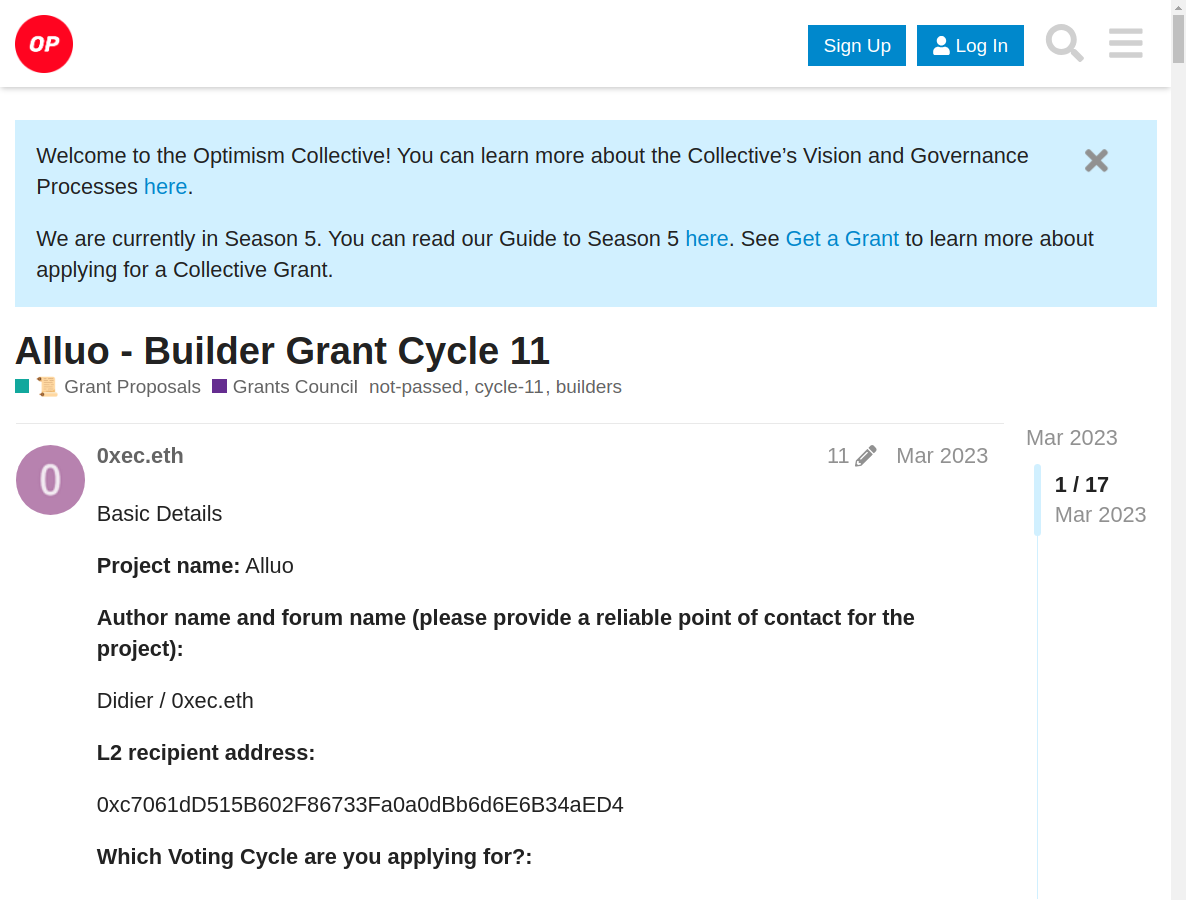 OP
Sign Up
Log In
Welcome to the Optimism Collective! You can learn more about the Collective’s Vision and Governance
Processes here.
We are currently in Season 5. You can read our Guide to Season 5 here. See Get a Grant to learn more about
applying for a Collective Grant.
Alluo - Builder Grant Cycle 11
📜 Grant Proposals Grants Council not-passed, cycle-11, builders
0
0xec.eth
11
Mar 2023
Mar 2023
1 / 17
Mar 2023
Basic Details
Project name: Alluo
Author name and forum name (please provide a reliable point of contact for the
project):
Didier / 0xec.eth
L2 recipient address:
0xc7061dD515B602F86733Fa0a0dBb6d6E6B34aED4
Which Voting Cycle are you applying for?: